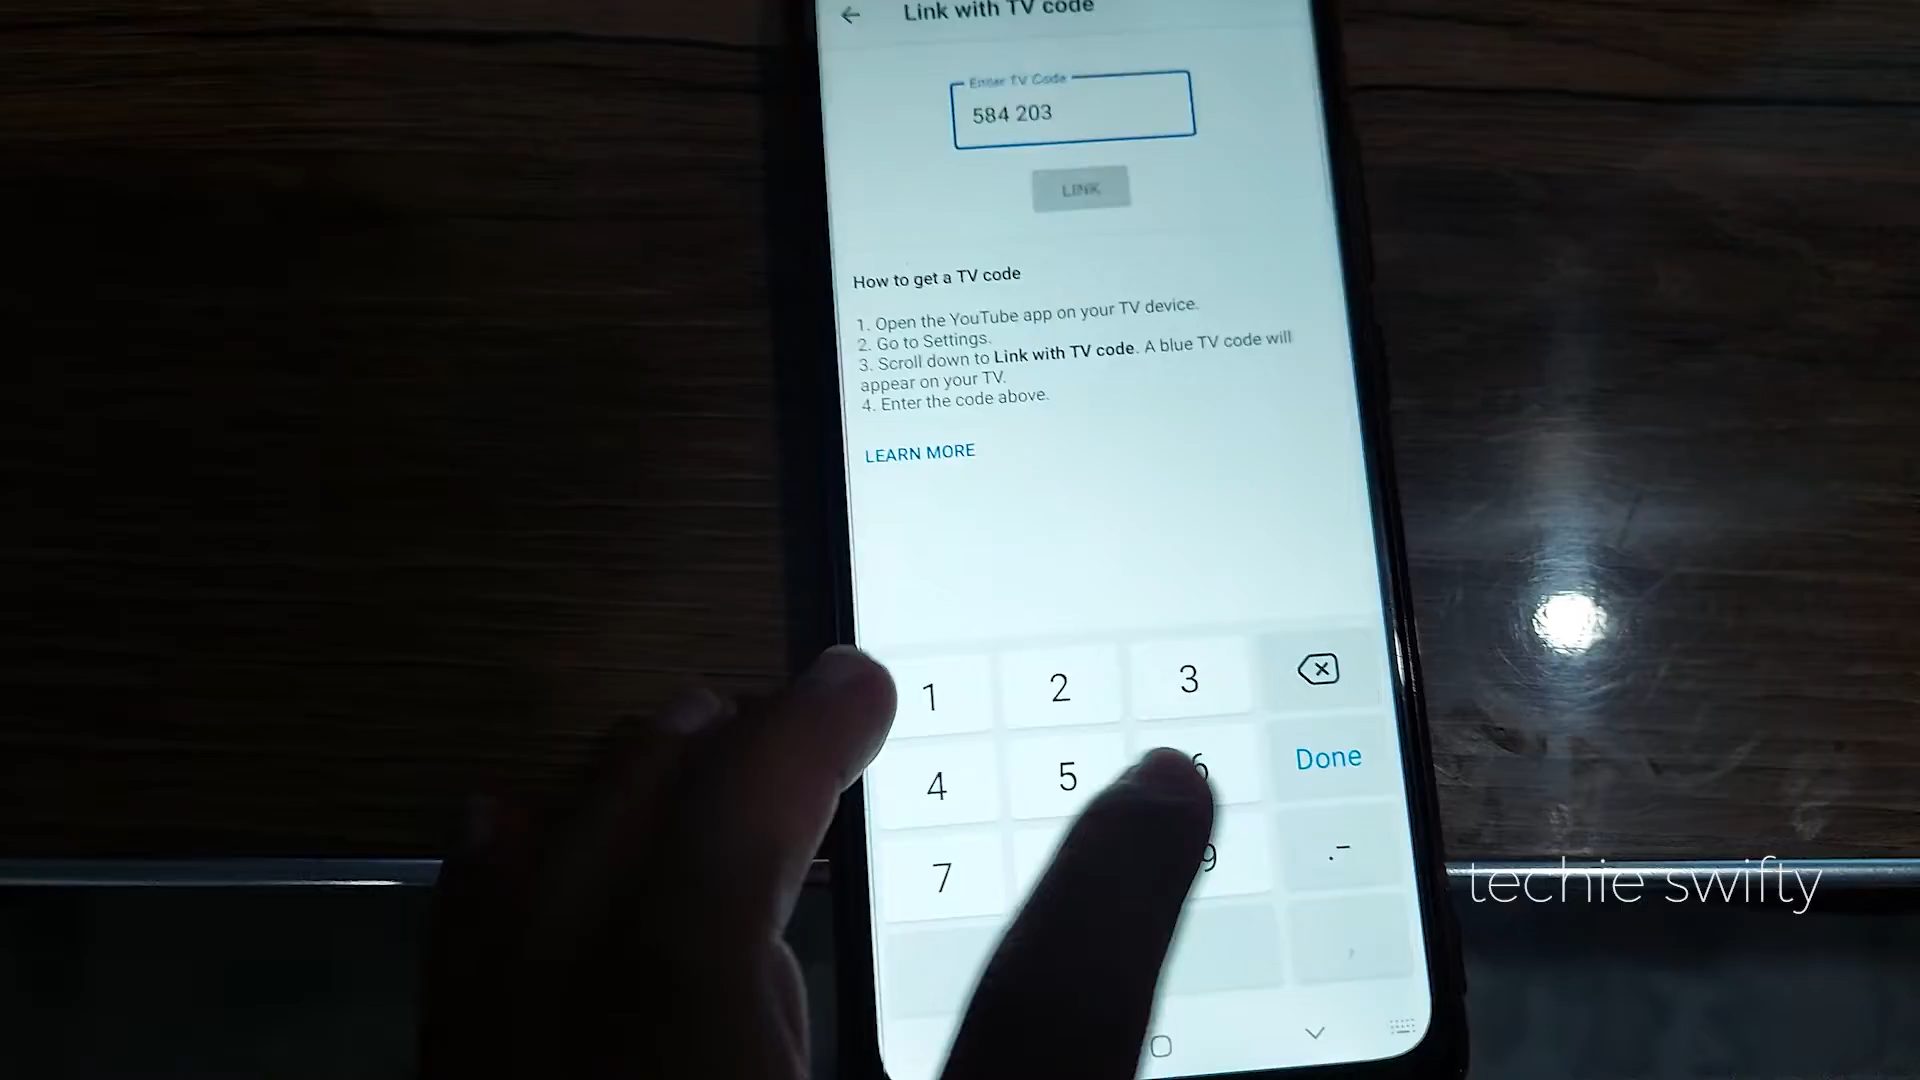 Link with TV code
Enter TV Code
584 203
LINK
How to get a TV code
1. Open the YouTube app on your TV device.
2. Go to Settings.
3. Scroll down to Link with TV code. A blue TV code will
appear on your TV.
4. Enter the code above.
LEARN MORE
1 2 3
4 5 6 Done
7 9 .-
,
techie swifty